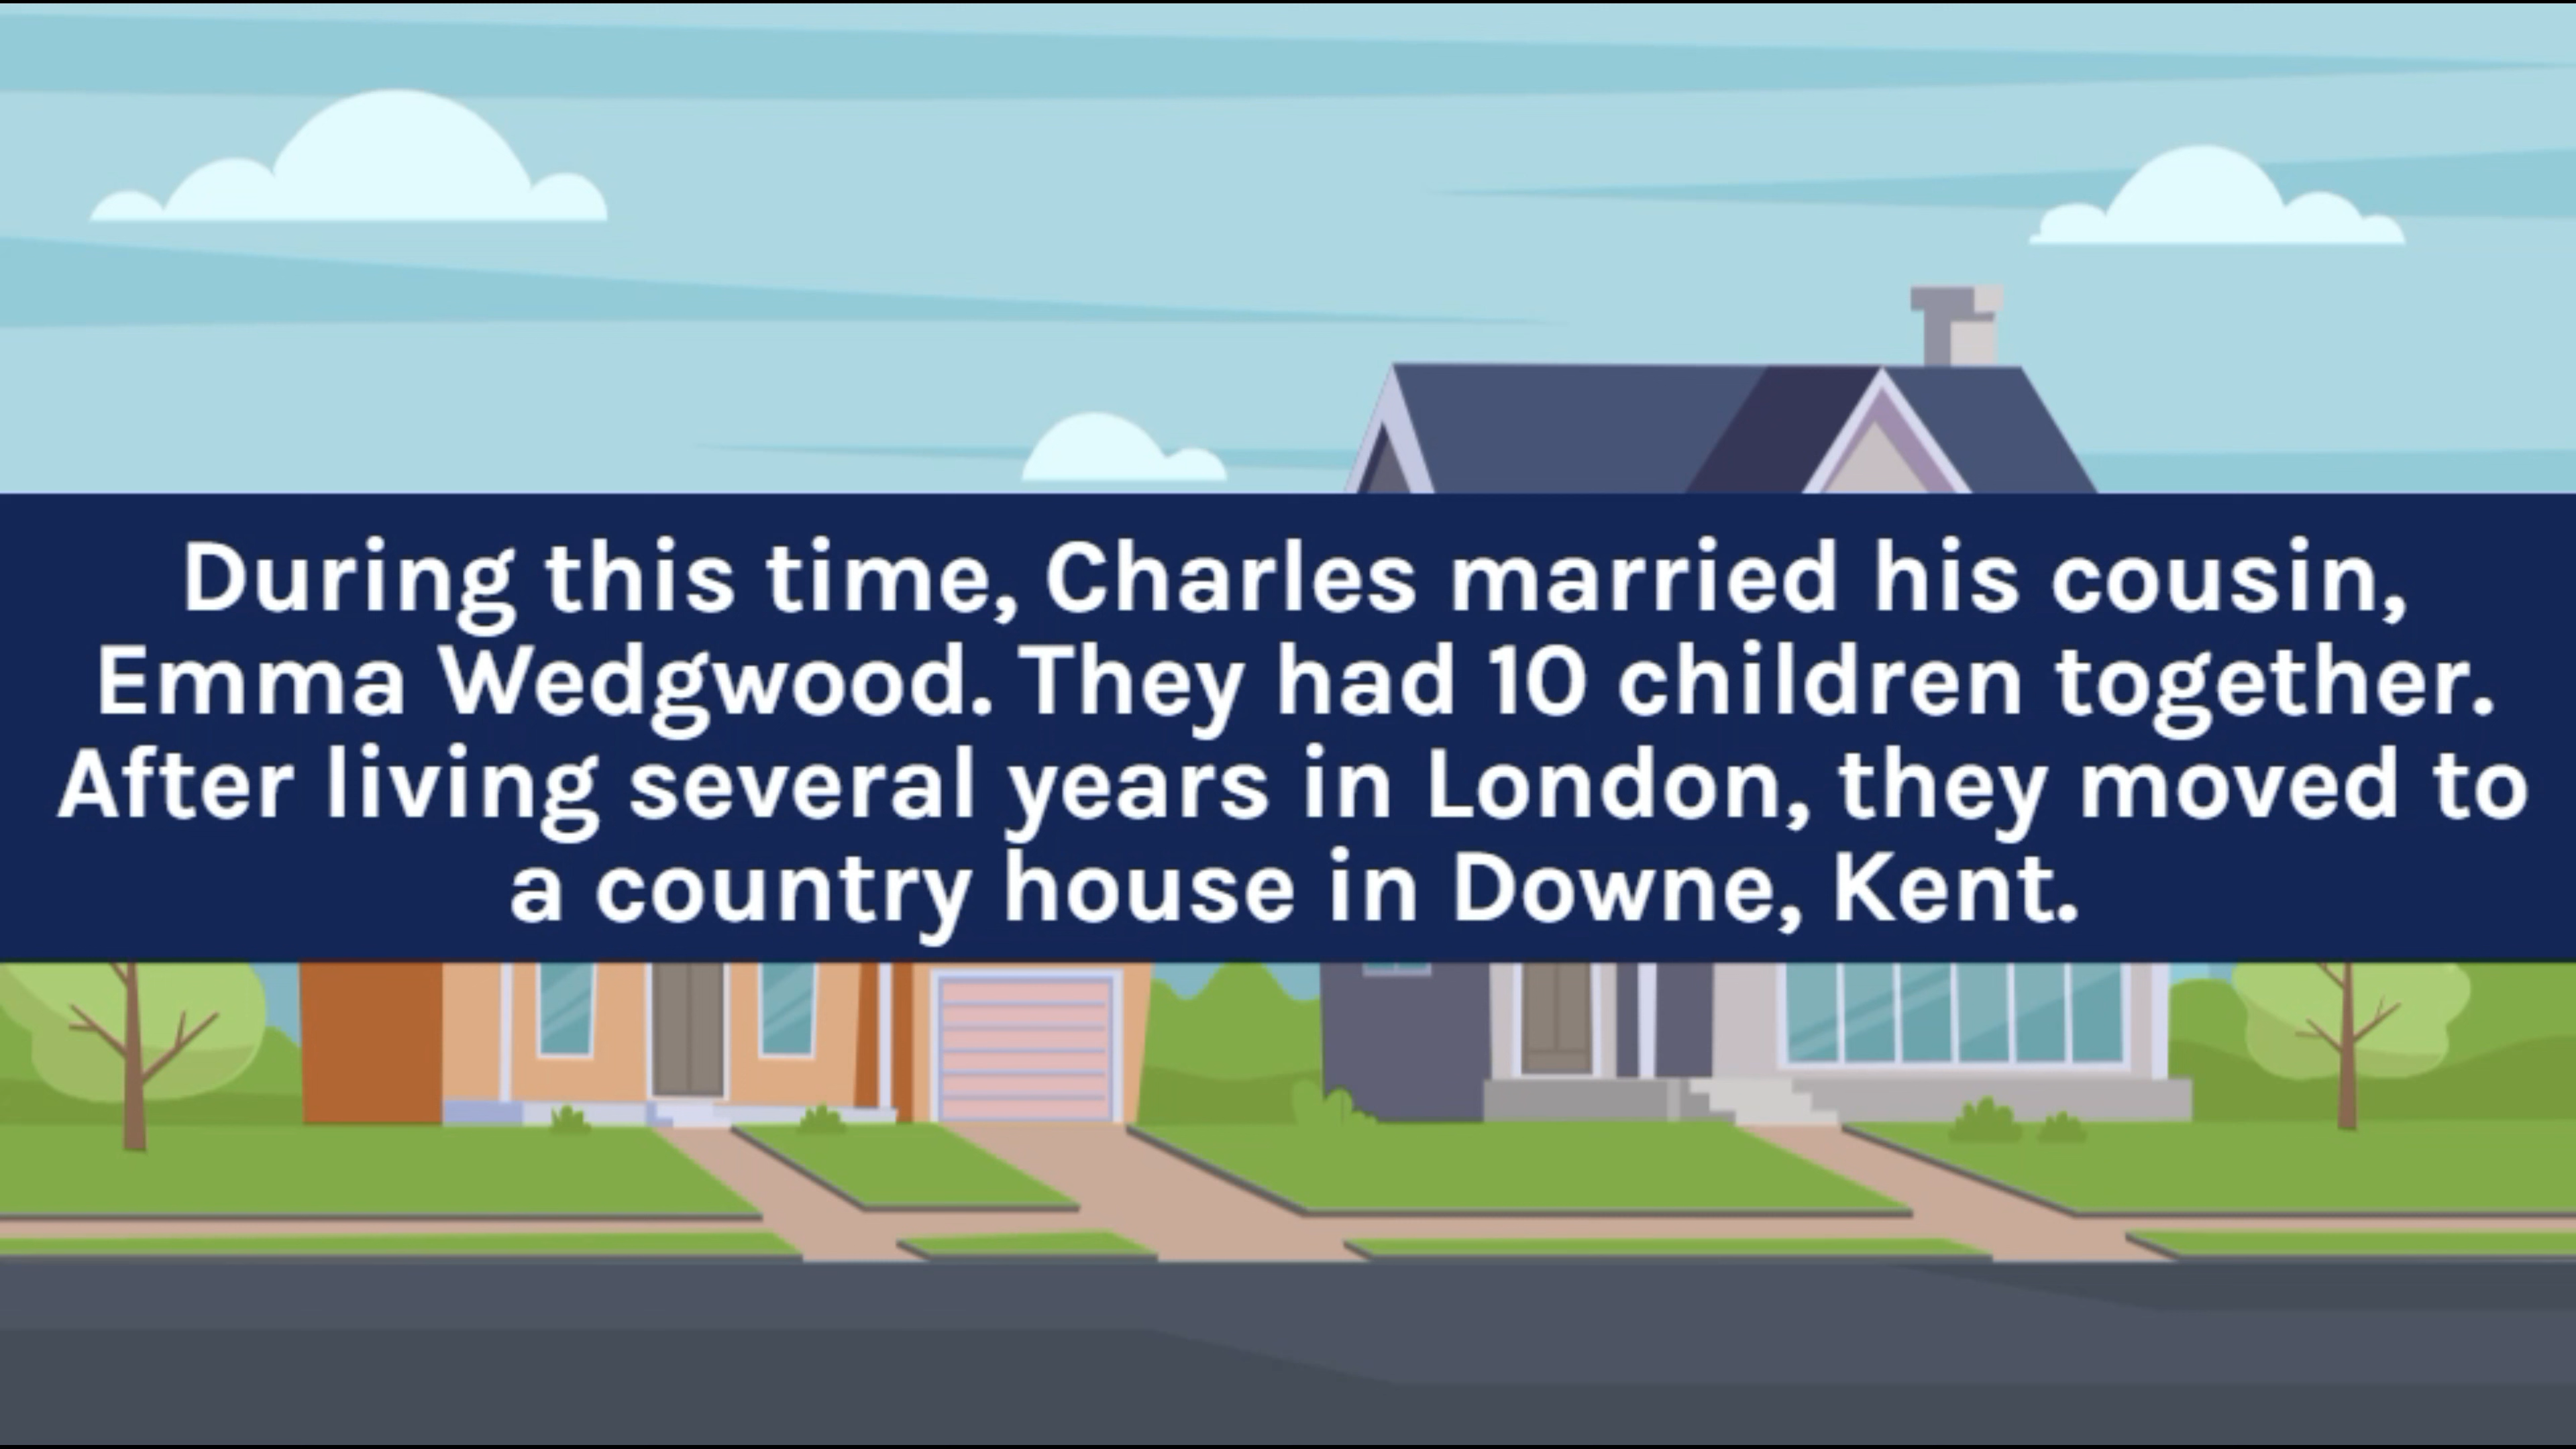 During this time, Charles married his cousin,
Emma Wedgwood. They had 10 children together.
After living several years in London, they moved to
a country house in Downe, Kent.